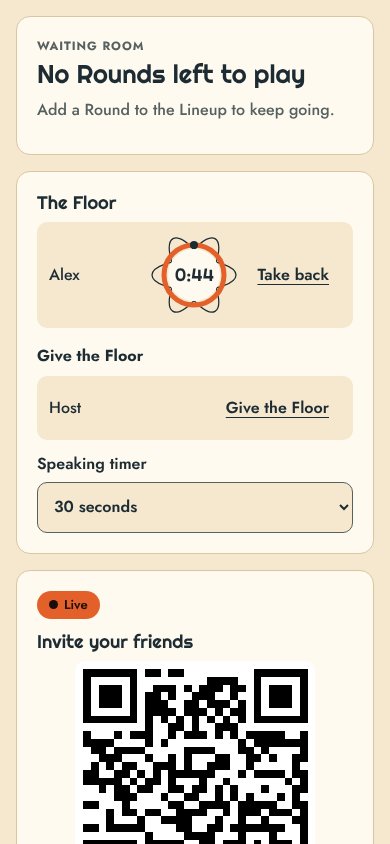 WAITING ROOM
No Rounds left to play
Add a Round to the Lineup to keep going.
The Floor
Alex
0:44
Take back
Give the Floor
Host
Give the Floor
Speaking timer
30 seconds
Live
Invite your friends